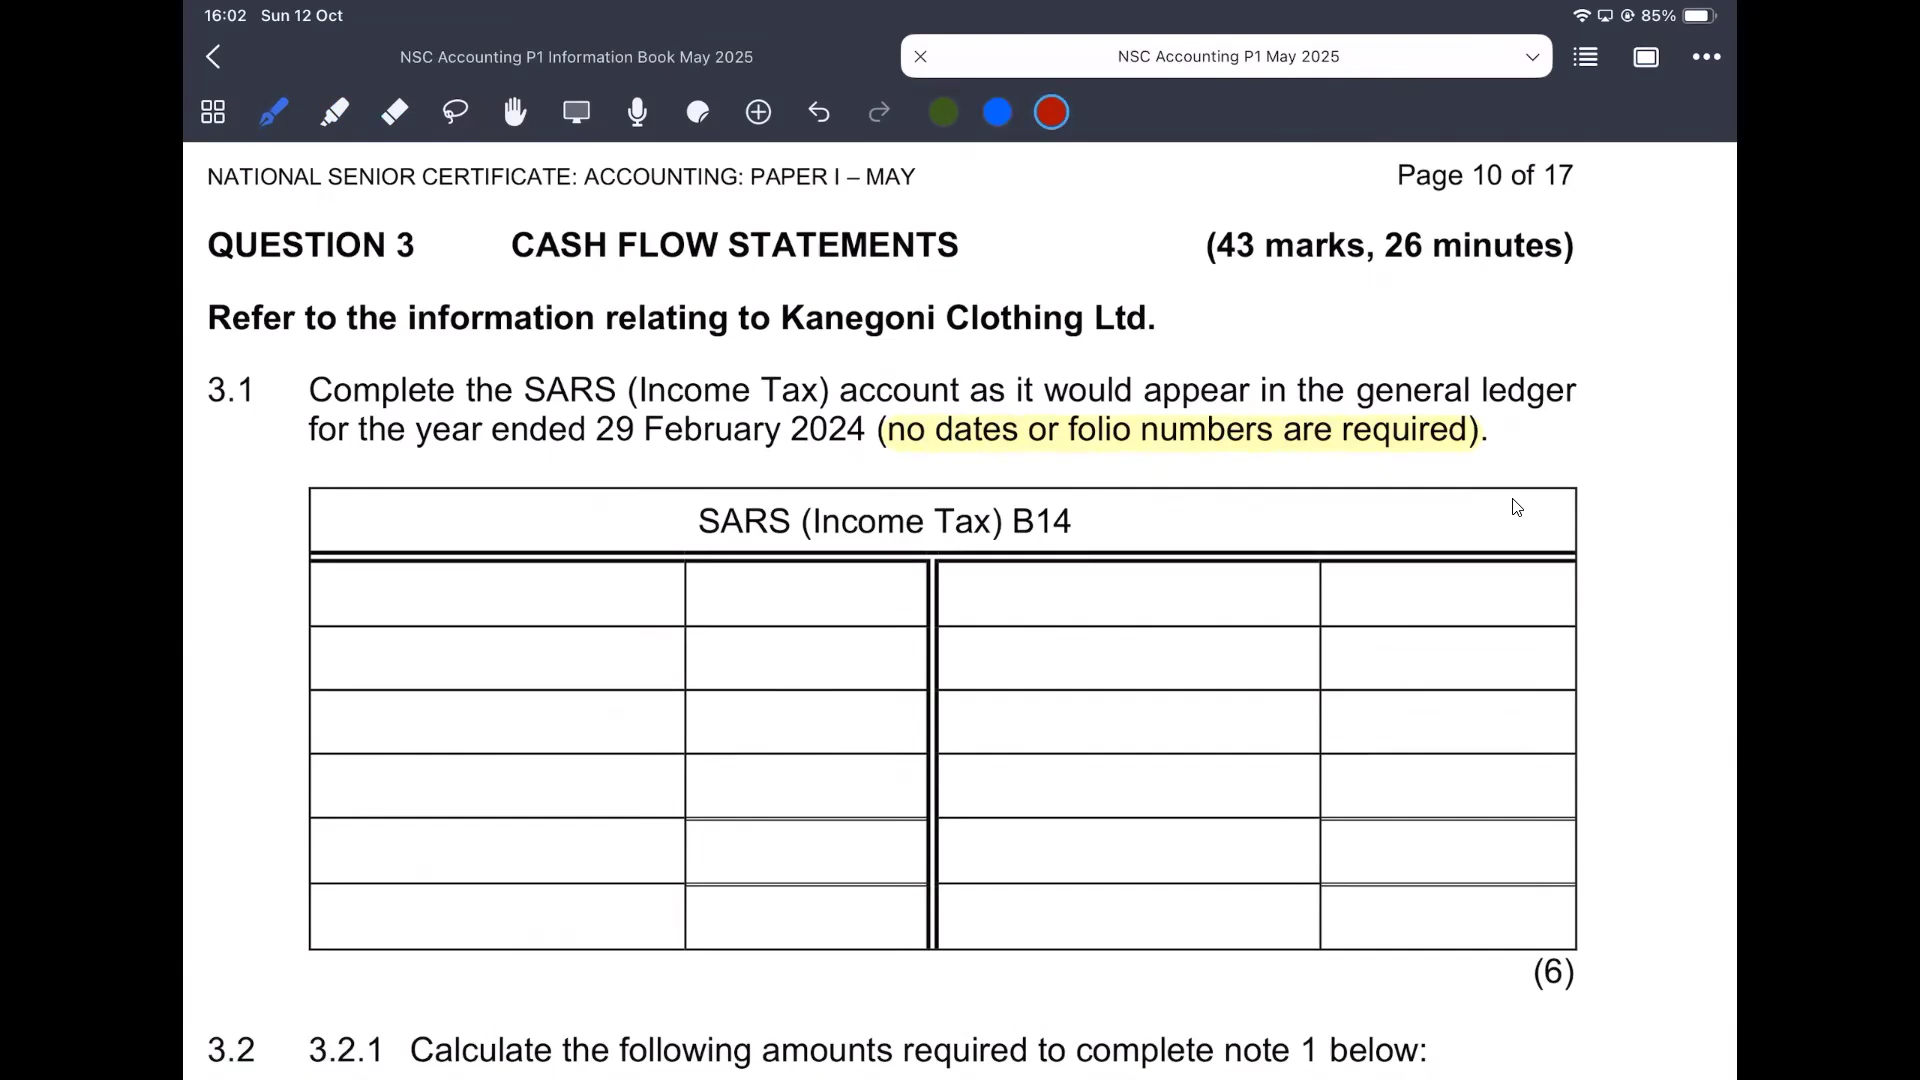 16:02 Sun 12 Oct 85%
NSC Accounting P1 Information Book May 2025
NSC Accounting P1 May 2025
NATIONAL SENIOR CERTIFICATE: ACCOUNTING: PAPER I – MAY Page 10 of 17
QUESTION 3 CASH FLOW STATEMENTS (43 marks, 26 minutes)
Refer to the information relating to Kanegoni Clothing Ltd.
3.1 Complete the SARS (Income Tax) account as it would appear in the general ledger
for the year ended 29 February 2024 (no dates or folio numbers are required).
SARS (Income Tax) B14
(6)
3.2 3.2.1 Calculate the following amounts required to complete note 1 below: